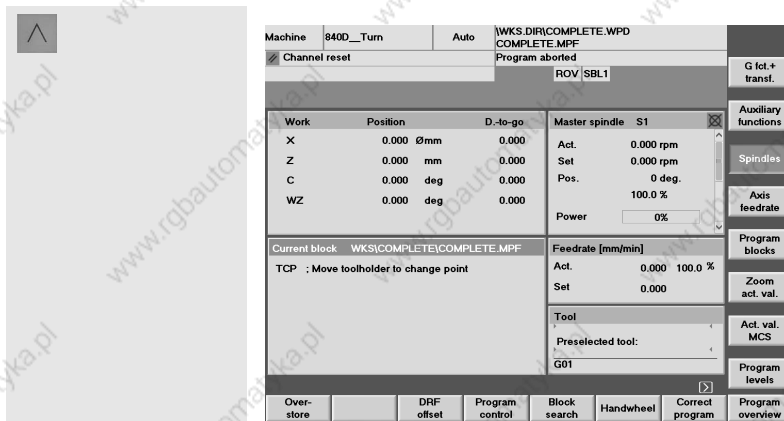 Machine 840D__Turn Auto \WKS.DIR\COMPLETE.WPD
COMPLETE.MPF
Channel reset Program aborted
ROV SBL1
G fct.+
transf.
Auxiliary
functions
Spindles
Axis
feedrate
Program
blocks
Zoom
act. val.
Act. val.
MCS
Program
levels
Work Position D.-to-go
X 0.000 Ømm 0.000
Z 0.000 mm 0.000
C 0.000 deg 0.000
WZ 0.000 deg 0.000
Master spindle S1
Act. 0.000 rpm
Set 0.000 rpm
Pos. 0 deg.
100.0 %
Power 0%
Current block WKS\COMPLETE\COMPLETE.MPF
TCP ; Move toolholder to change point
Feedrate [mm/min]
Act. 0.000 100.0 %
Set 0.000
Tool
Preselected tool:
G01
Over-
store
DRF
offset
Program
control
Block
search
Handwheel
Correct
program
Program
overview
www.rgbautomatyka.pl